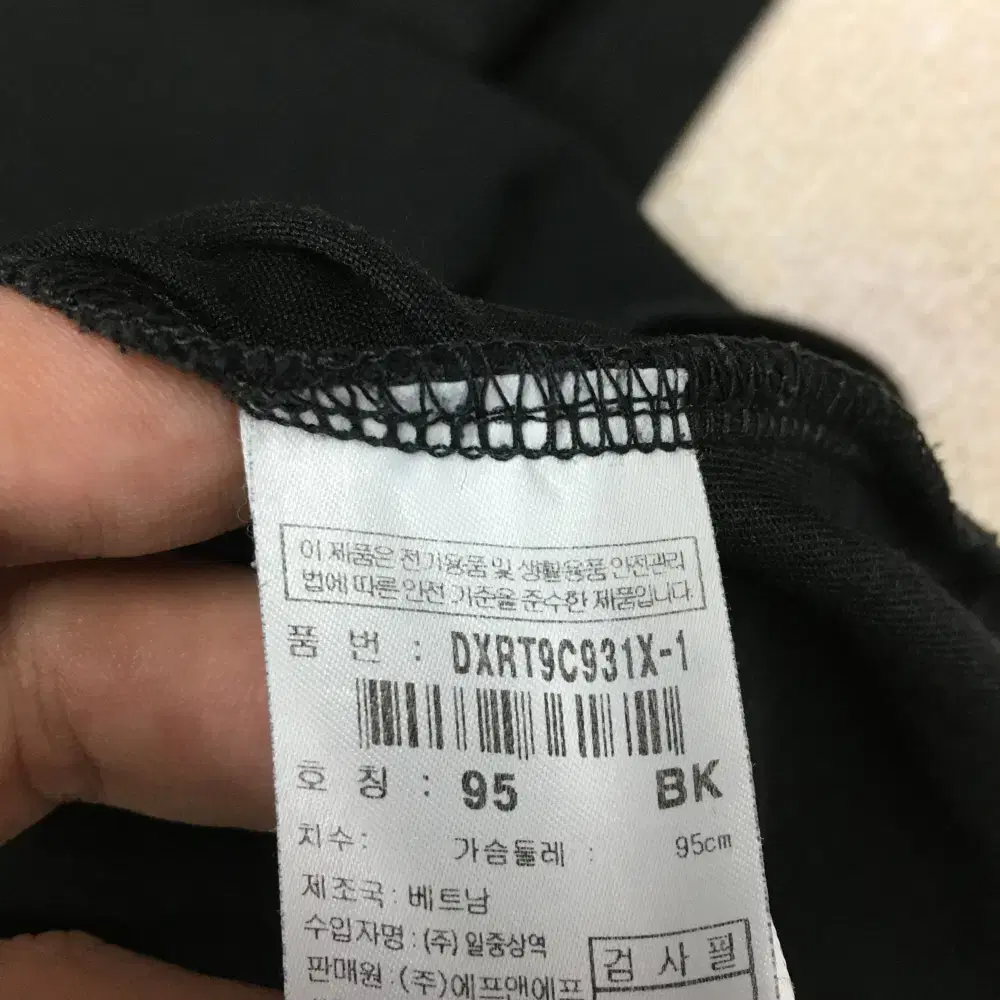 이 제품은 전기용품 및 생활용품 안전관리
법에 따른 안전 기준을 준수한 제품입니다.
품 번 : DXRT9C931X-1
호 칭 : 95 BK
치수: 가슴둘레 : 95cm
제조국 : 베트남
수입자명 : (주) 일중상역
판매원 : (주)에프앤에프
검 사 필